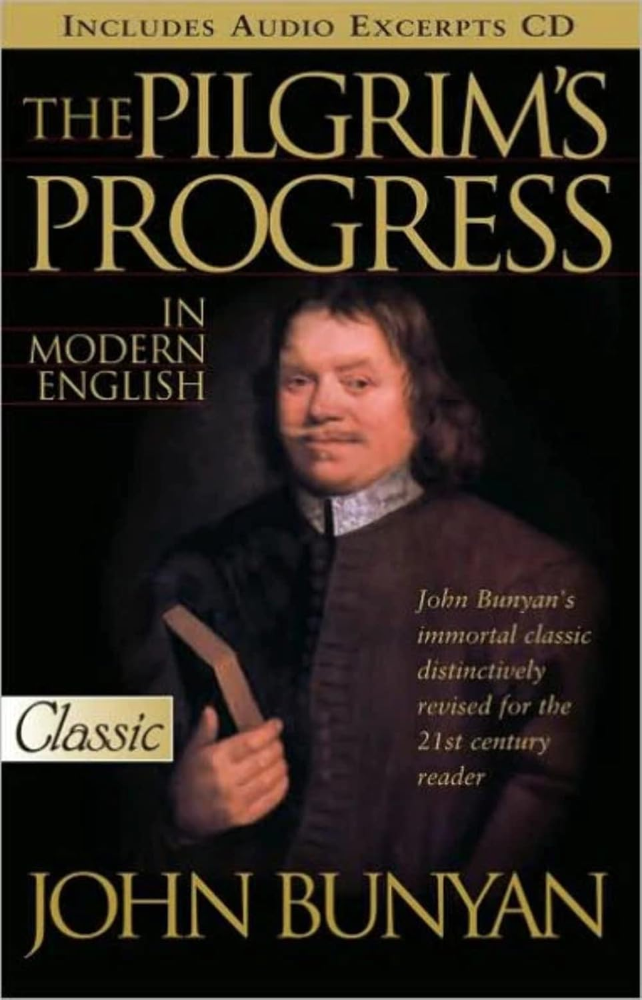 INCLUDES AUDIO EXCERPTS CD
THE PILGRIM'S
PROGRESS
IN
MODERN
ENGLISH
John Bunyan's
immortal classic
distinctively
revised for the
21st century
reader
Classic
JOHN BUNYAN